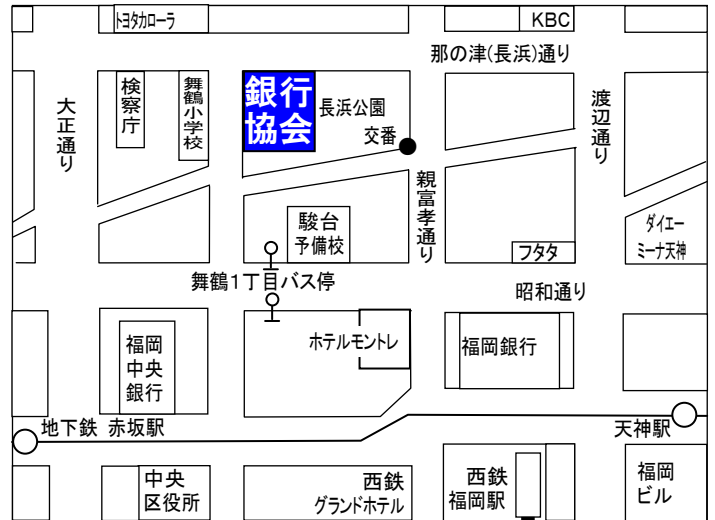 トヨタカローラ
KBC
那の津(長浜)通り
大正通り
検察庁
舞鶴小学校
銀行
協会
長浜公園
交番
渡辺通り
親富孝通り
駿台
予備校
フタタ
ダイエー
ミーナ天神
舞鶴1丁目バス停
昭和通り
福岡
中央
銀行
ホテルモントレ
福岡銀行
地下鉄 赤坂駅
天神駅
中央
区役所
西鉄
グランドホテル
西鉄
福岡駅
福岡
ビル